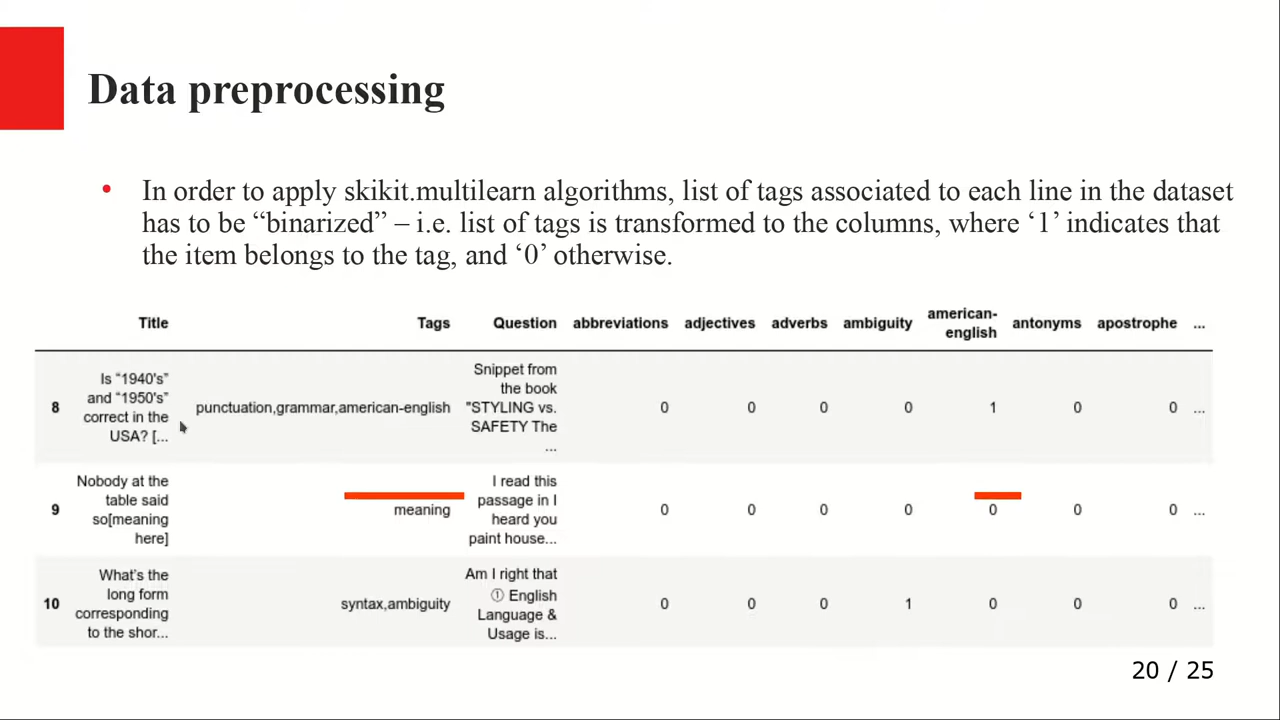 Data preprocessing
• In order to apply skikit.multilearn algorithms, list of tags associated to each line in the dataset
has to be “binarized” – i.e. list of tags is transformed to the columns, where ‘1’ indicates that
the item belongs to the tag, and ‘0’ otherwise.
Title Tags Question abbreviations adjectives adverbs ambiguity american-english antonyms apostrophe ...
8
Is “1940's”
and “1950's”
correct in the
USA? [...
punctuation,grammar,american-english
Snippet from
the book
"STYLING vs.
SAFETY The
...
0 0 0 0 1 0 0 ...
9
Nobody at the
table said
so[meaning
here]
meaning
I read this
passage in I
heard you
paint house...
0 0 0 0 0 0 0 ...
10
What's the
long form
corresponding
to the shor...
syntax,ambiguity
Am I right that
① English
Language &
Usage is...
0 0 0 1 0 0 0 ...
20 / 25